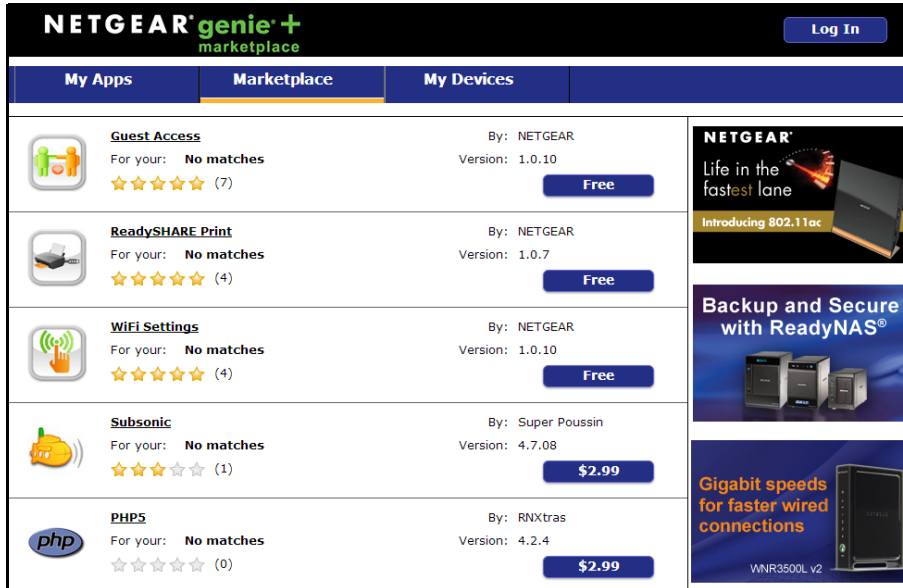 NETGEAR® genie®+
marketplace
Log In
My Apps
Marketplace
My Devices
Guest Access
By: NETGEAR
For your: No matches
Version: 1.0.10
(7)
Free
ReadySHARE Print
By: NETGEAR
For your: No matches
Version: 1.0.7
(4)
Free
WiFi Settings
By: NETGEAR
For your: No matches
Version: 1.0.10
(4)
Free
Subsonic
By: Super Poussin
For your: No matches
Version: 4.7.08
(1)
$2.99
php
PHP5
By: RNXtras
For your: No matches
Version: 4.2.4
(0)
$2.99
NETGEAR®
Life in the
fastest lane
Introducing 802.11ac
Backup and Secure
with ReadyNAS®
Gigabit speeds
for faster wired
connections
WNR3500L v2